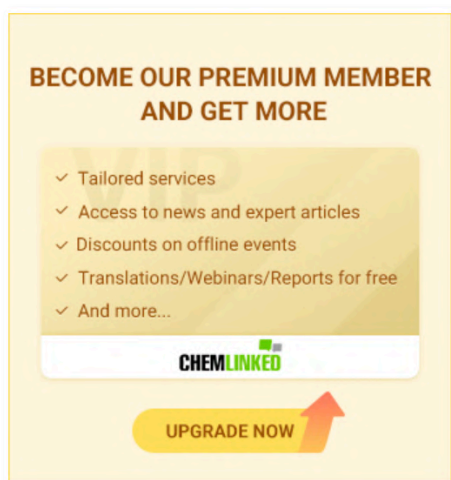 BECOME OUR PREMIUM MEMBER
AND GET MORE
VIP
Tailored services
Access to news and expert articles
Discounts on offline events
Translations/Webinars/Reports for free
And more...
CHEMLINKED
UPGRADE NOW